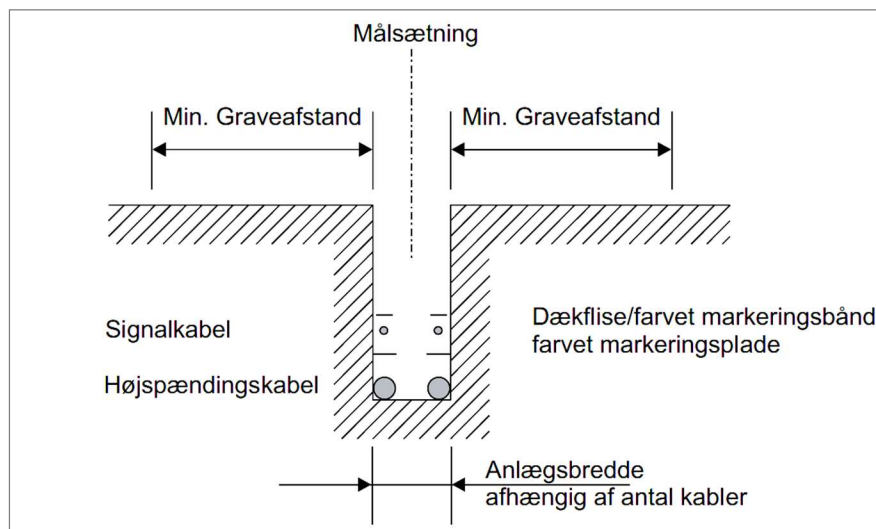 Målsætning
Min. Graveafstand
Min. Graveafstand
Signalkabel
Dækflise/farvet markeringsbånd
farvet markeringsplade
Højspændingskabel
Anlægsbredde
afhængig af antal kabler